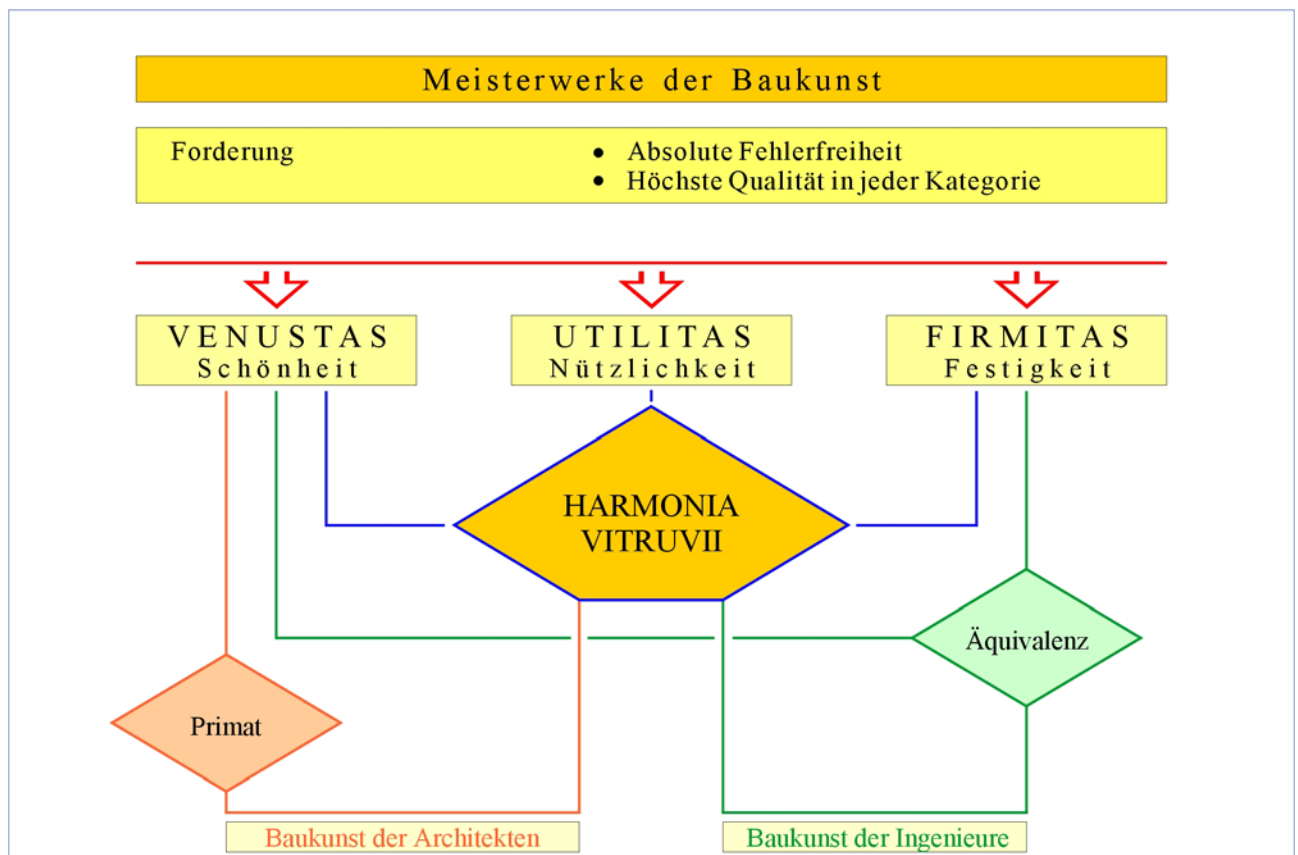 Meisterwerke der Baukunst
Forderung
• Absolute Fehlerfreiheit
• Höchste Qualität in jeder Kategorie
VENUSTAS
Schönheit
UTILITAS
Nützlichkeit
FIRMITAS
Festigkeit
HARMONIA
VITRUVII
Äquivalenz
Primat
Baukunst der Architekten
Baukunst der Ingenieure